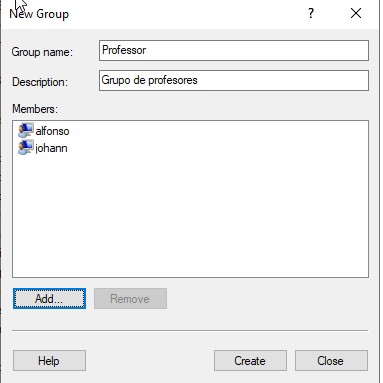 New Group
?
Group name: Professor
Description: Grupo de profesores
Members:
alfonso
johann
Add... Remove
Help Create Close